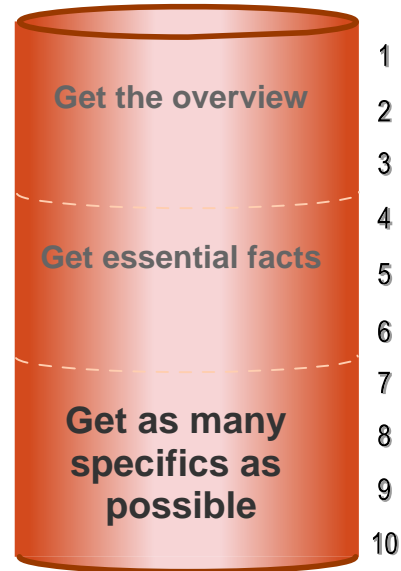 Get the overview
Get essential facts
Get as many
specifics as
possible
1
2
3
4
5
6
7
8
9
10